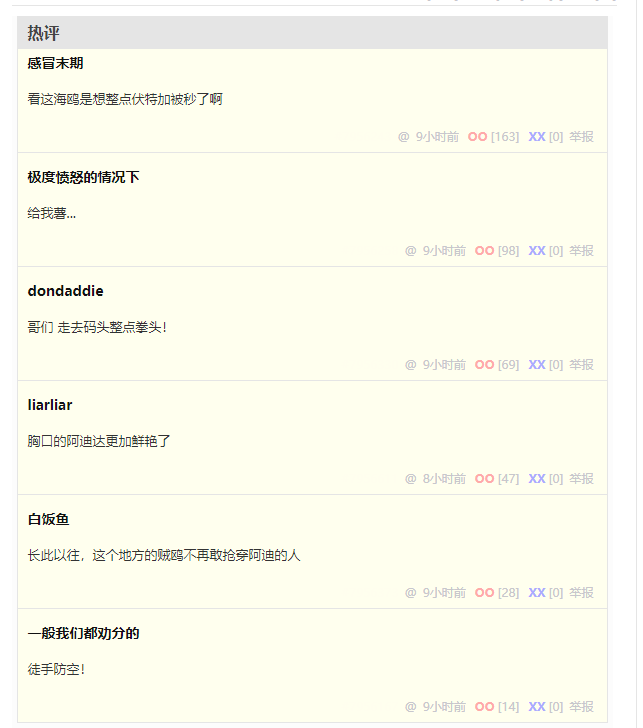 热评
感冒末期
看这海鸥是想整点伏特加被秒了啊
@ 9小时前 OO [163] XX [0] 举报
极度愤怒的情况下
给我薯...
@ 9小时前 OO [98] XX [0] 举报
dondaddie
哥们 走去码头整点拳头！
@ 9小时前 OO [69] XX [0] 举报
liarliar
胸口的阿迪达更加鲜艳了
@ 8小时前 OO [47] XX [0] 举报
白饭鱼
长此以往，这个地方的贼鸥不再敢抢穿阿迪的人
@ 9小时前 OO [28] XX [0] 举报
一般我们都劝分的
徒手防空！
@ 9小时前 OO [14] XX [0] 举报